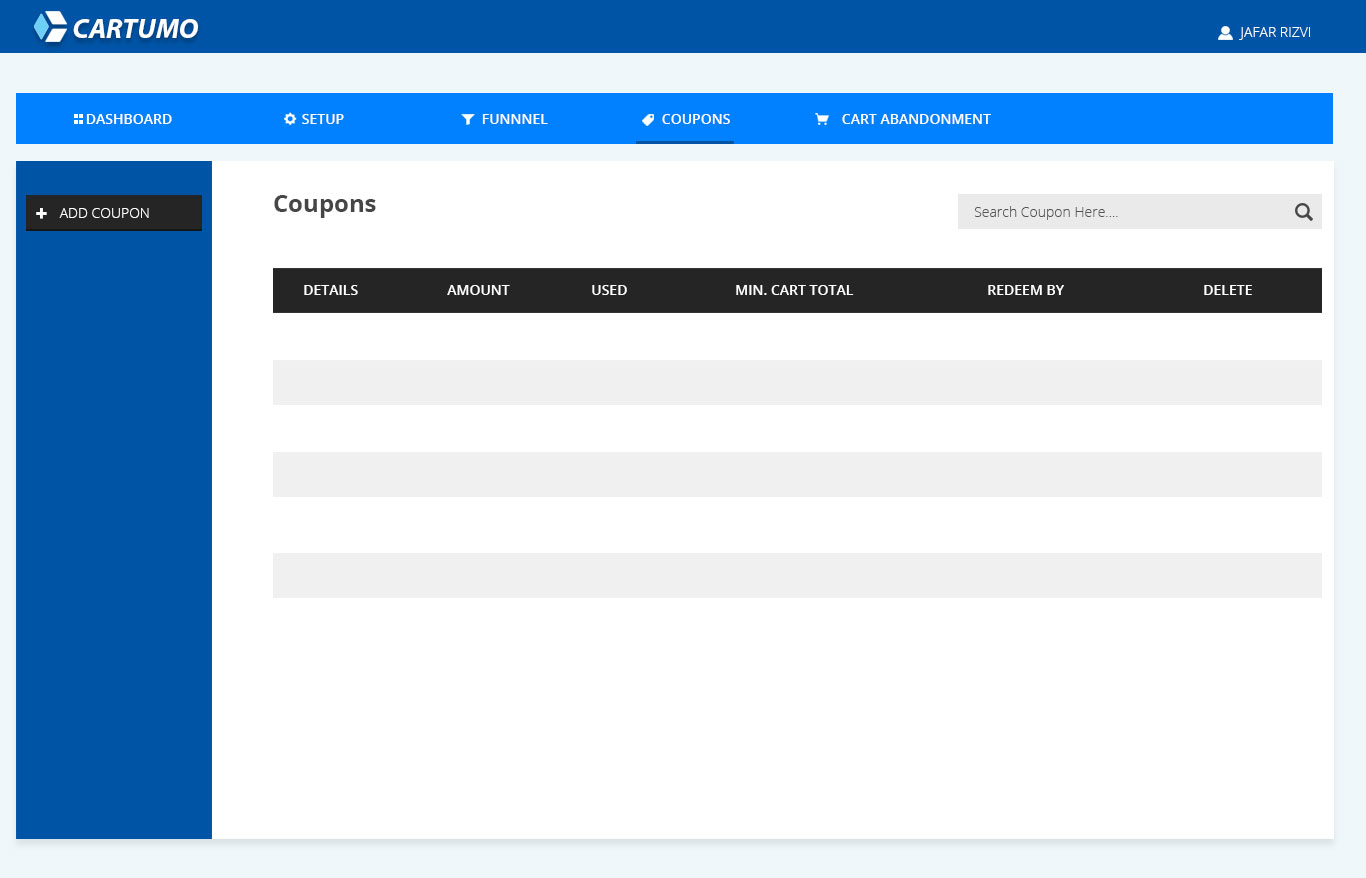 CARTUMO
JAFAR RIZVI
DASHBOARD SETUP FUNNNEL COUPONS CART ABANDONMENT
ADD COUPON
Coupons
Search Coupon Here....
DETAILS AMOUNT USED MIN. CART TOTAL REDEEM BY DELETE